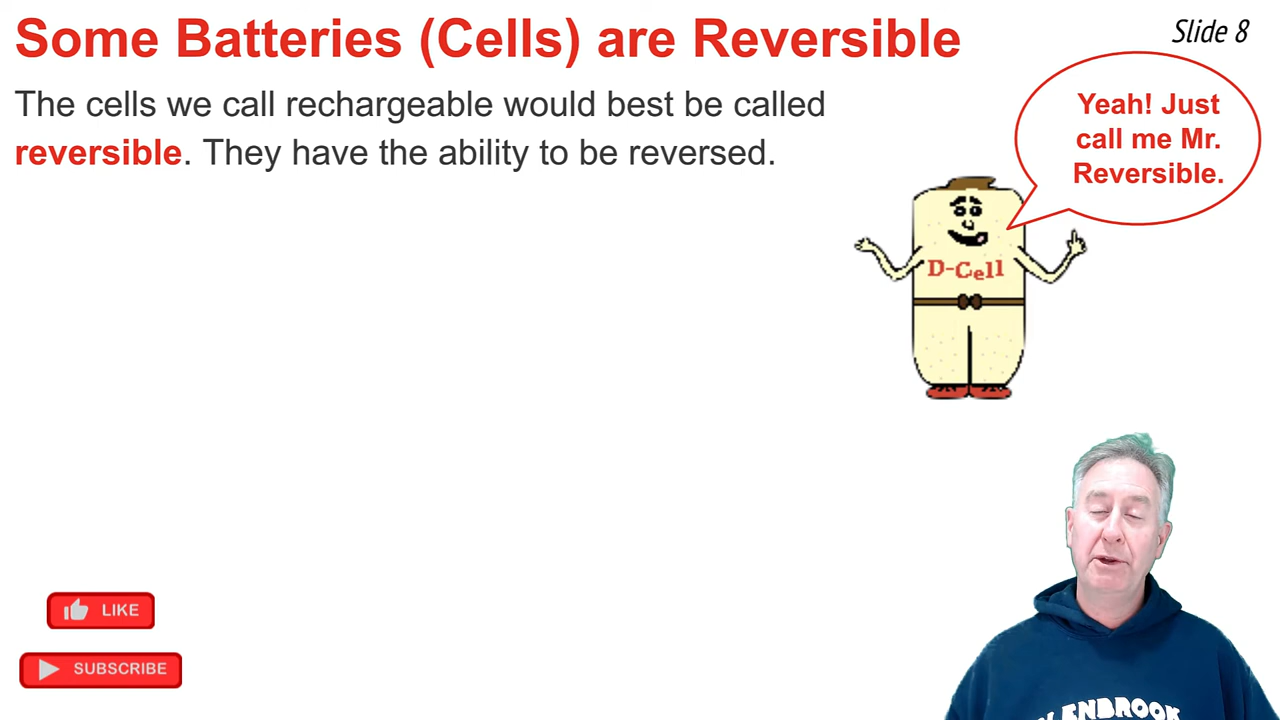 Some Batteries (Cells) are Reversible
Slide 8
The cells we call rechargeable would best be called
reversible. They have the ability to be reversed.
Yeah! Just
call me Mr.
Reversible.
D-Cell
LIKE
SUBSCRIBE